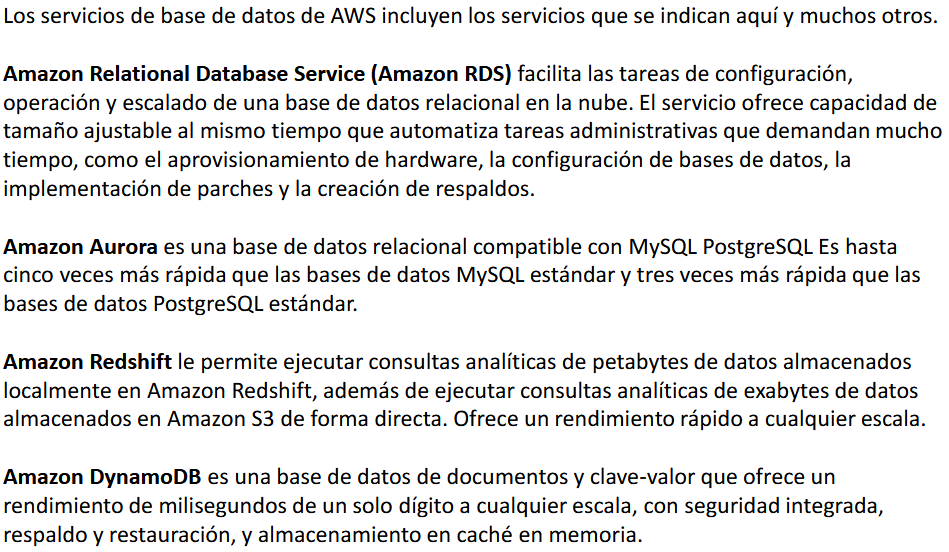 Los servicios de base de datos de AWS incluyen los servicios que se indican aquí y muchos otros.
Amazon Relational Database Service (Amazon RDS) facilita las tareas de configuración,
operación y escalado de una base de datos relacional en la nube. El servicio ofrece capacidad de
tamaño ajustable al mismo tiempo que automatiza tareas administrativas que demandan mucho
tiempo, como el aprovisionamiento de hardware, la configuración de bases de datos, la
implementación de parches y la creación de respaldos.
Amazon Aurora es una base de datos relacional compatible con MySQL PostgreSQL Es hasta
cinco veces más rápida que las bases de datos MySQL estándar y tres veces más rápida que las
bases de datos PostgreSQL estándar.
Amazon Redshift le permite ejecutar consultas analíticas de petabytes de datos almacenados
localmente en Amazon Redshift, además de ejecutar consultas analíticas de exabytes de datos
almacenados en Amazon S3 de forma directa. Ofrece un rendimiento rápido a cualquier escala.
Amazon DynamoDB es una base de datos de documentos y clave-valor que ofrece un
rendimiento de milisegundos de un solo dígito a cualquier escala, con seguridad integrada,
respaldo y restauración, y almacenamiento en caché en memoria.